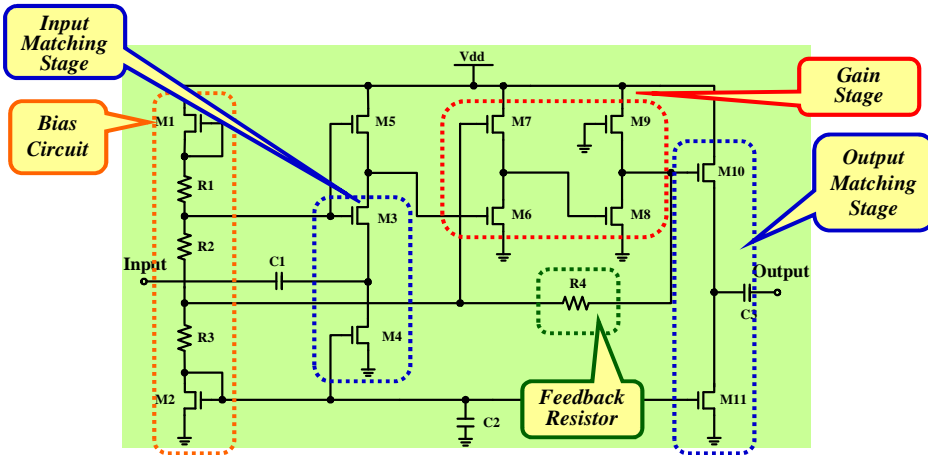 Input
Matching
Stage
Vdd
Gain
Stage
Bias
Circuit
M1
M5
M7
M9
Output
Matching
Stage
M10
R1
M3
M6
M8
R2
Input
C1
R4
Output
C3
R3
M4
M2
Feedback
Resistor
M11
C2